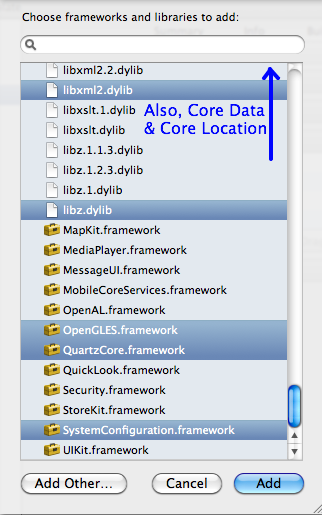 Choose frameworks and libraries to add:
libxml2.2.dylib
libxml2.dylib
libxslt.1.dylib
Also, Core Data
libxslt.dylib
& Core Location
libz.1.1.3.dylib
libz.1.2.3.dylib
libz.1.dylib
libz.dylib
MapKit.framework
MediaPlayer.framework
MessageUI.framework
MobileCoreServices.framework
OpenAL.framework
OpenGLES.framework
QuartzCore.framework
QuickLook.framework
Security.framework
StoreKit.framework
SystemConfiguration.framework
UIKit.framework
Add Other... Cancel Add